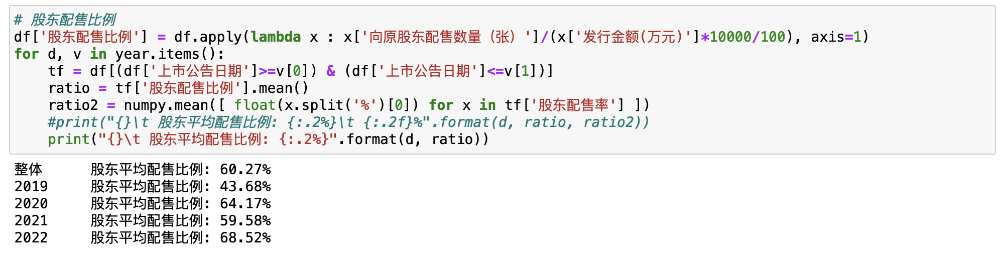 # 股东配售比例
df['股东配售比例'] = df.apply(lambda x : x['向原股东配售数量（张）']/(x['发行金额(万元)']*10000/100), axis=1)
for d, v in year.items():
    tf = df[(df['上市公告日期']>=v[0]) & (df['上市公告日期']<=v[1])]
    ratio = tf['股东配售比例'].mean()
    ratio2 = numpy.mean([ float(x.split('%')[0]) for x in tf['股东配售率'] ])
    #print("{}\t 股东平均配售比例: {:.2%}\t {:.2f}%".format(d, ratio, ratio2))
    print("{}\t 股东平均配售比例: {:.2%}".format(d, ratio))
整体 股东平均配售比例: 60.27%
2019 股东平均配售比例: 43.68%
2020 股东平均配售比例: 64.17%
2021 股东平均配售比例: 59.58%
2022 股东平均配售比例: 68.52%